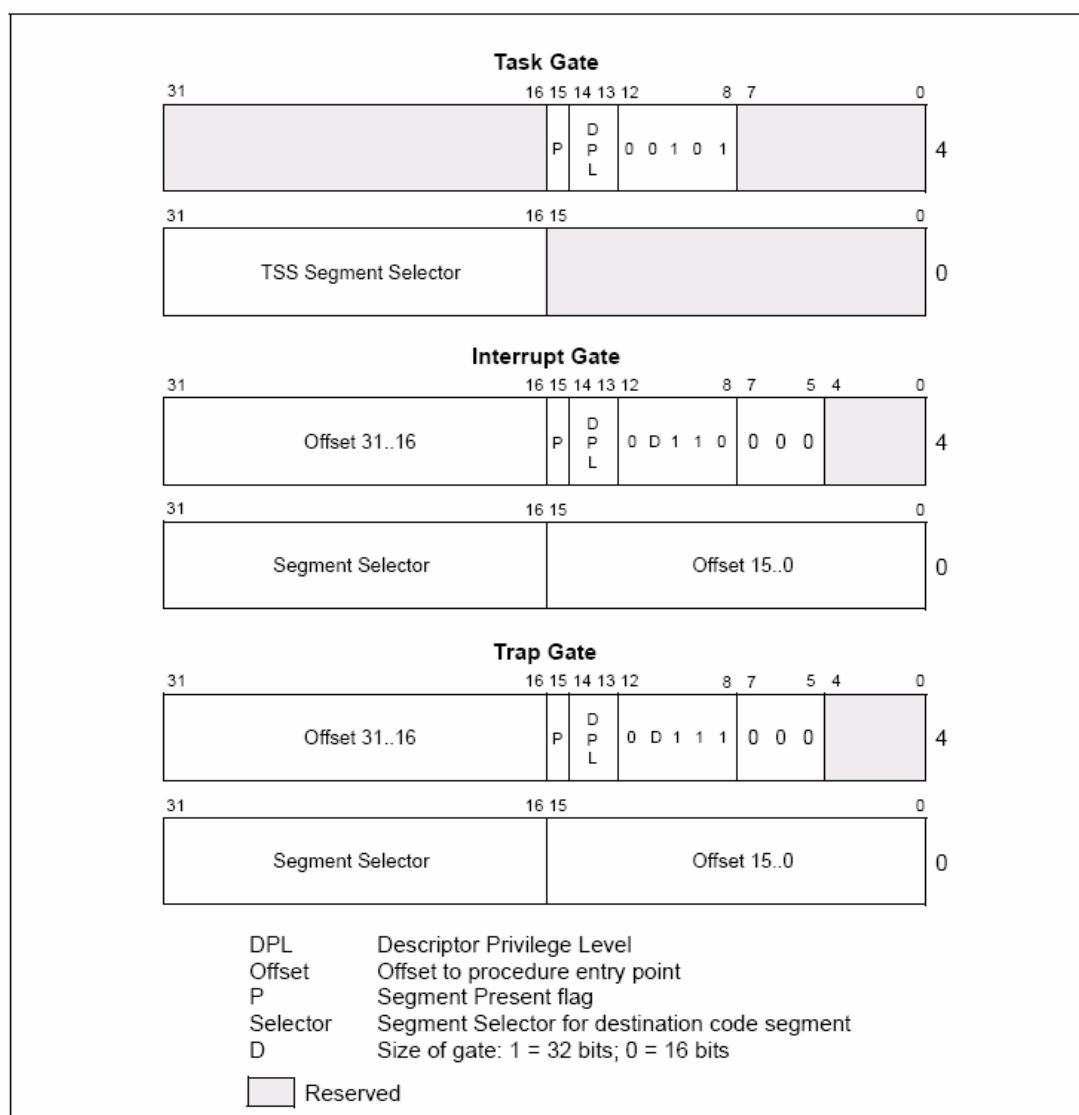 Task Gate
31 16 15 14 13 12 8 7 0
P D P L 0 0 1 0 1 4
31 16 15 0
TSS Segment Selector 0
Interrupt Gate
31 16 15 14 13 12 8 7 5 4 0
Offset 31..16 P D P L 0 D 1 1 0 0 0 0 4
31 16 15 0
Segment Selector Offset 15..0 0
Trap Gate
31 16 15 14 13 12 8 7 5 4 0
Offset 31..16 P D P L 0 D 1 1 1 0 0 0 4
31 16 15 0
Segment Selector Offset 15..0 0
DPL Descriptor Privilege Level
Offset Offset to procedure entry point
P Segment Present flag
Selector Segment Selector for destination code segment
D Size of gate: 1 = 32 bits; 0 = 16 bits
Reserved